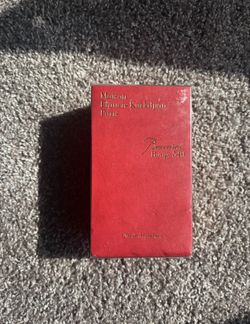 Maison
Francis Kurkdjian
Paris
Baccarat
Rouge 540